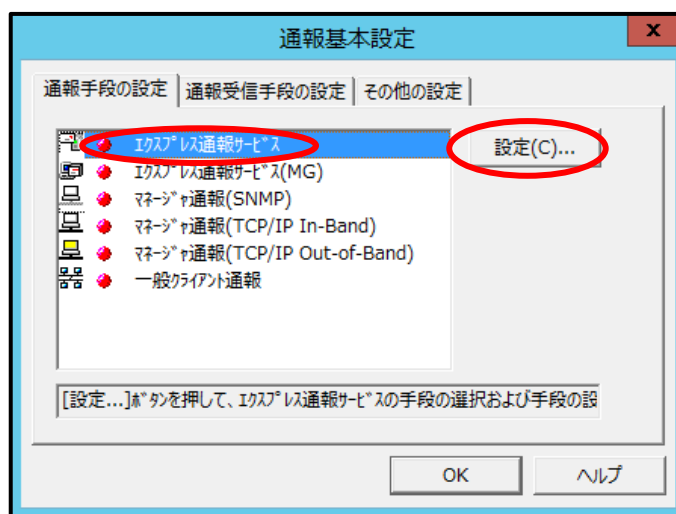 通報基本設定
x
通報手段の設定 通報受信手段の設定 その他の設定
ｴｸｽﾌﾟﾚｽ通報ｻｰﾋﾞｽ
設定(C)...
ｴｸｽﾌﾟﾚｽ通報ｻｰﾋﾞｽ(MG)
ﾏﾈｰｼﾞｬ通報(SNMP)
ﾏﾈｰｼﾞｬ通報(TCP/IP In-Band)
ﾏﾈｰｼﾞｬ通報(TCP/IP Out-of-Band)
一般ｸﾗｲｱﾝﾄ通報
[設定...]ﾎﾞﾀﾝを押して、ｴｸｽﾌﾟﾚｽ通報ｻｰﾋﾞｽの手段の選択および手段の設
OK
ヘルプ